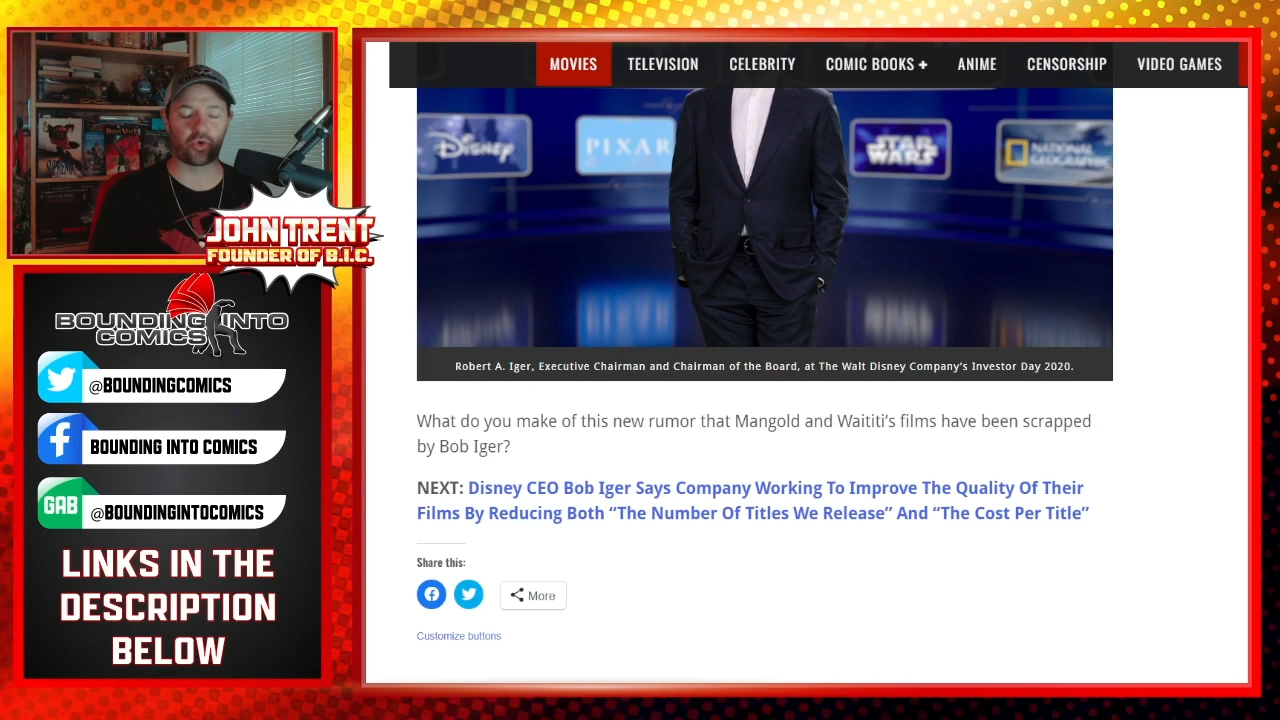 MOVIES TELEVISION CELEBRITY COMIC BOOKS + ANIME CENSORSHIP VIDEO GAMES
Disney PIXAR STAR WARS NATIONAL GEOGRAPHIC
JOHN TRENT
FOUNDER OF B.I.C.
BOUNDING INTO
COMICS
@BOUNDINGCOMICS
BOUNDING INTO COMICS
GAB @BOUNDINGINTOCOMICS
LINKS IN THE
DESCRIPTION
BELOW
Robert A. Iger, Executive Chairman and Chairman of the Board, at The Walt Disney Company's Investor Day 2020.
What do you make of this new rumor that Mangold and Waititi's films have been scrapped
by Bob Iger?
NEXT: Disney CEO Bob Iger Says Company Working To Improve The Quality Of Their
Films By Reducing Both “The Number Of Titles We Release” And “The Cost Per Title”
Share this:
More
Customize buttons